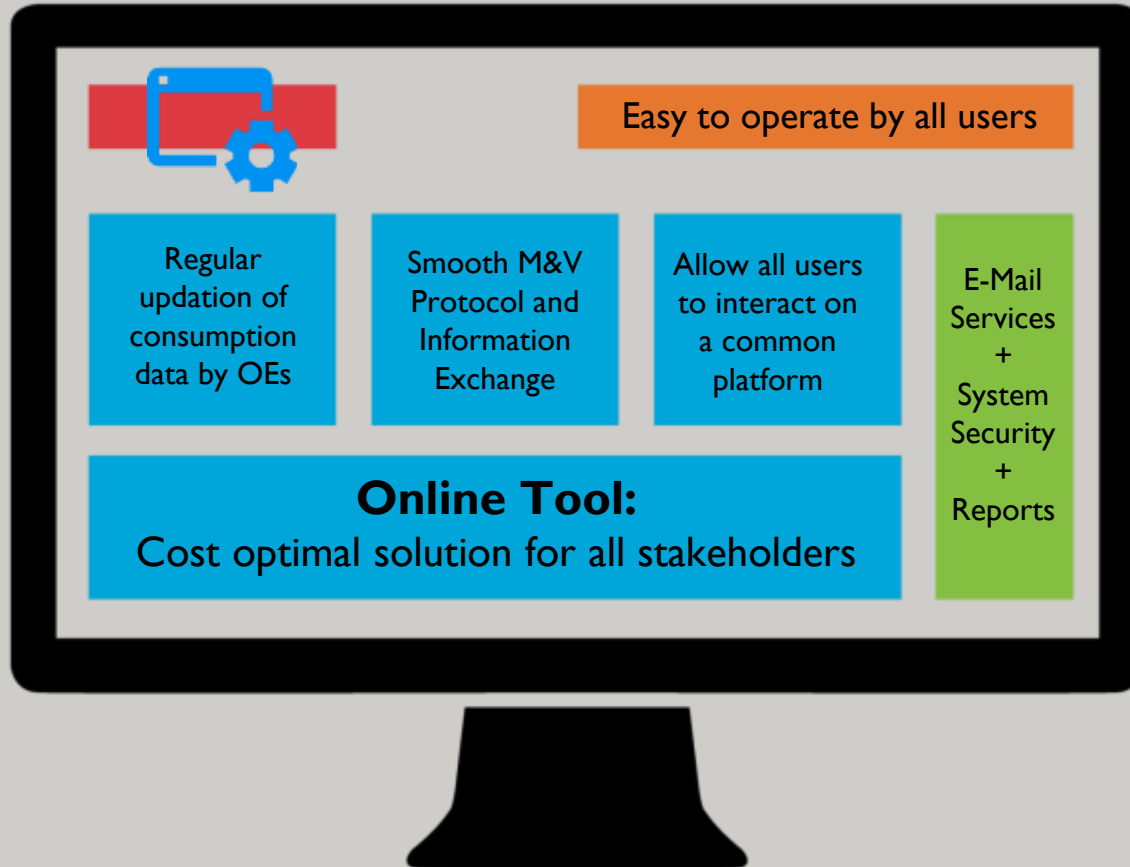 Easy to operate by all users
Regular
updation of
consumption
data by OEs
Smooth M&V
Protocol and
Information
Exchange
Allow all users
to interact on
a common
platform
E-Mail
Services
+
System
Security
+
Reports
Online Tool:
Cost optimal solution for all stakeholders